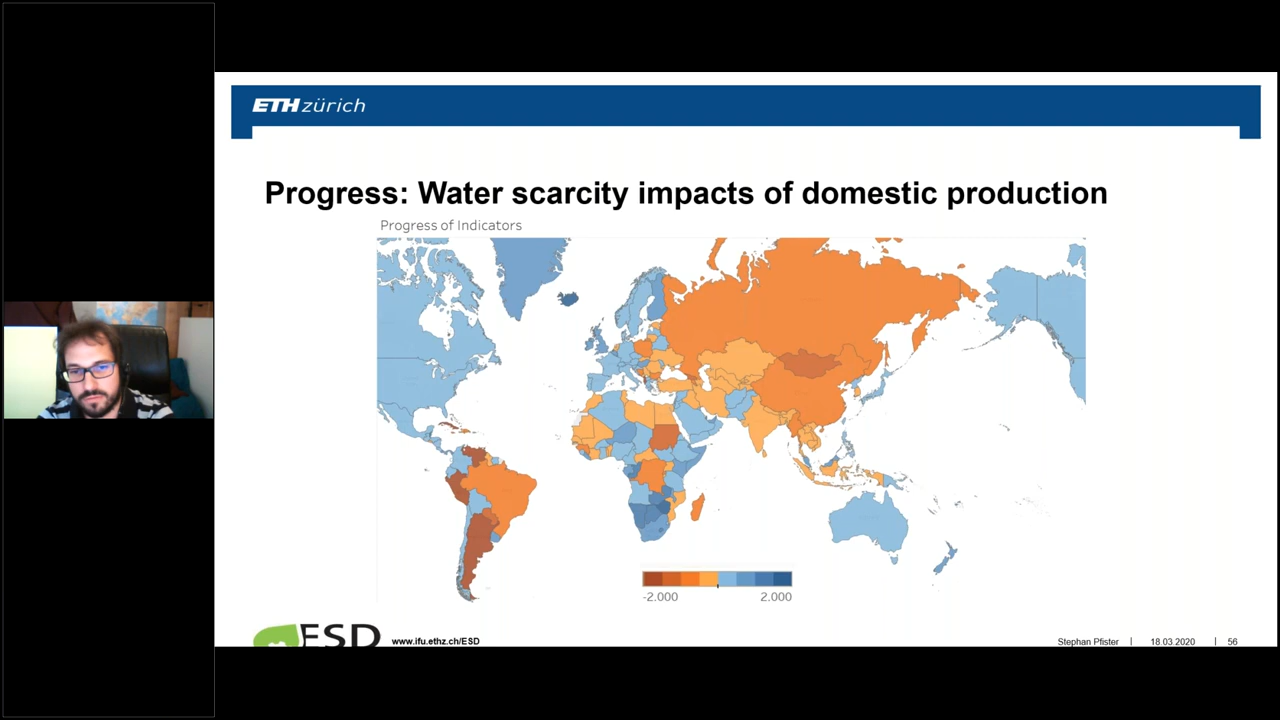 ETH zürich
Progress: Water scarcity impacts of domestic production
Progress of Indicators
-2.000 2.000
ESD
www.ifu.ethz.ch/ESD
Stephan Pfister | 18.03.2020 | 56